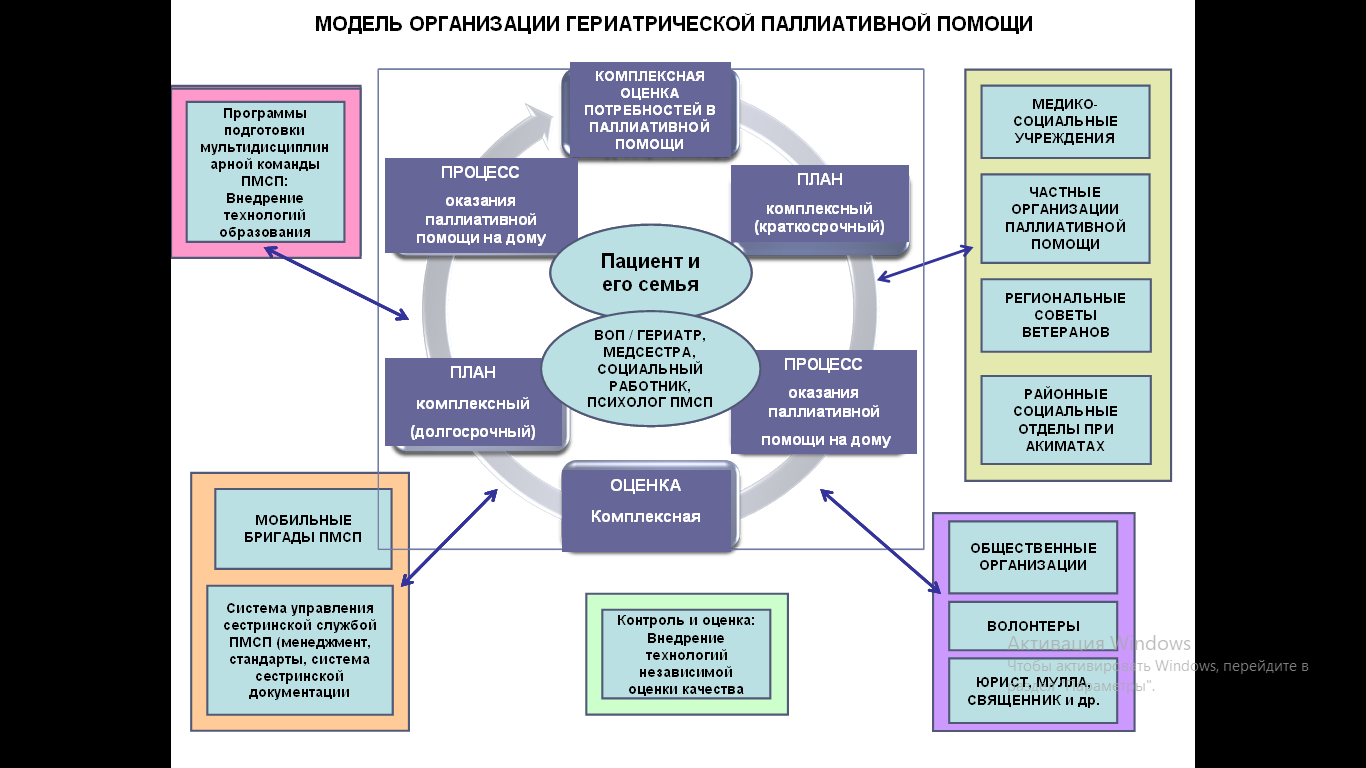 МОДЕЛЬ ОРГАНИЗАЦИИ ГЕРИАТРИЧЕСКОЙ ПАЛЛИАТИВНОЙ ПОМОЩИ
Программы
подготовки
мультидисциплин
арной команды
ПМСП:
Внедрение
технологий
образования
КОМПЛЕКСНАЯ
ОЦЕНКА
ПОТРЕБНОСТЕЙ В
ПАЛЛИАТИВНОЙ
ПОМОЩИ
ПРОЦЕСС
оказания
паллиативной
помощи на дому
ПЛАН
комплексный
(краткосрочный)
Пациент и
его семья
ВОП / ГЕРИАТР,
МЕДСЕСТРА,
СОЦИАЛЬНЫЙ
РАБОТНИК,
ПСИХОЛОГ ПМСП
ПЛАН
комплексный
(долгосрочный)
ПРОЦЕСС
оказания
паллиативной
помощи на дому
ОЦЕНКА
Комплексная
МЕДИКО-
СОЦИАЛЬНЫЕ
УЧРЕЖДЕНИЯ
ЧАСТНЫЕ
ОРГАНИЗАЦИИ
ПАЛЛИАТИВНОЙ
ПОМОЩИ
РЕГИОНАЛЬНЫЕ
СОВЕТЫ
ВЕТЕРАНОВ
РАЙОННЫЕ
СОЦИАЛЬНЫЕ
ОТДЕЛЫ ПРИ
АКИМАТАХ
МОБИЛЬНЫЕ
БРИГАДЫ ПМСП
Система управления
сестринской службой
ПМСП (менеджмент,
стандарты, система
сестринской
документации
Контроль и оценка:
Внедрение
технологий
независимой
оценки качества
ОБЩЕСТВЕННЫЕ
ОРГАНИЗАЦИИ
ВОЛОНТЕРЫ
ЮРИСТ, МУЛЛА,
СВЯЩЕННИК и др.
Активация Windows
Чтобы активировать Windows, перейдите в
раздел "Параметры".